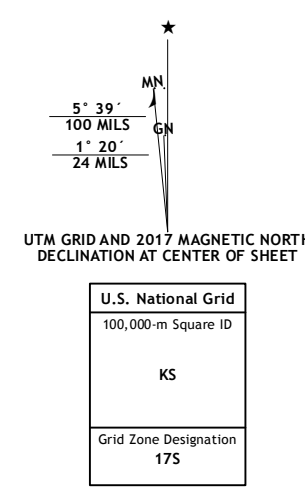 ★
MN.
5° 39´
100 MILS
GN
1° 20´
24 MILS
UTM GRID AND 2017 MAGNETIC NORTH
DECLINATION AT CENTER OF SHEET
U.S. National Grid
100,000-m Square ID
KS
Grid Zone Designation
17S